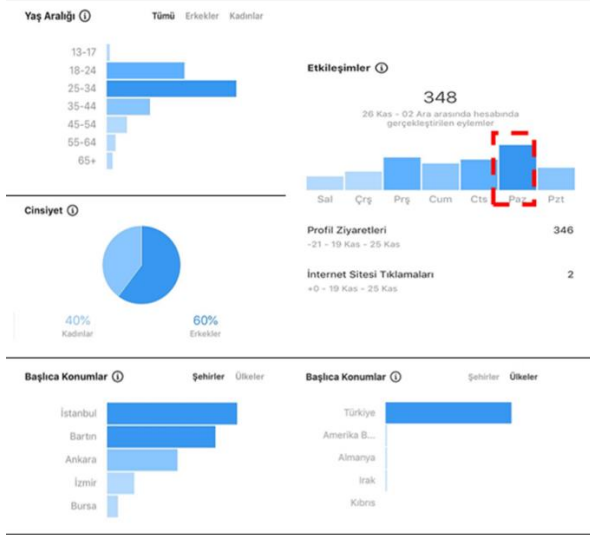 Yaş Aralığı
Tümü Erkekler Kadınlar
13-17
18-24
25-34
35-44
45-54
55-64
65+
Etkileşimler
348
26 Kas - 02 Ara arasında hesabında
gerçekleştirilen eylemler
Sal Çrş Prş Cum Cts Paz Pzt
Profil Ziyaretleri 346
-21 - 19 Kas - 25 Kas
İnternet Sitesi Tıklamaları 2
+0 - 19 Kas - 25 Kas
Cinsiyet
40% 60%
Kadınlar Erkekler
Başlıca Konumlar Şehirler Ülkeler
İstanbul
Bartın
Ankara
İzmir
Bursa
Başlıca Konumlar Şehirler Ülkeler
Türkiye
Amerika B...
Almanya
Irak
Kıbrıs